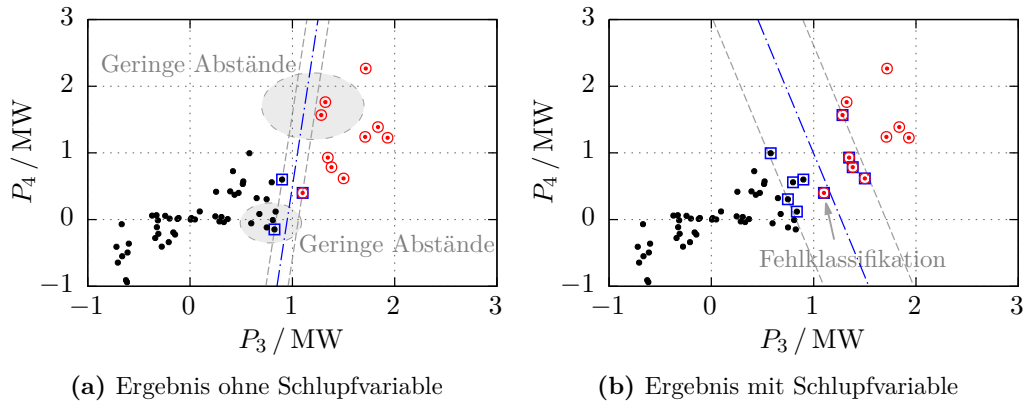 3
2
1
0
−1
−1
0
1
2
3
P4 / MW
P3 / MW
Geringe Abstände
Geringe Abstände
(a) Ergebnis ohne Schlupfvariable
3
2
1
0
−1
−1
0
1
2
3
P4 / MW
P3 / MW
Fehlklassifikation
(b) Ergebnis mit Schlupfvariable